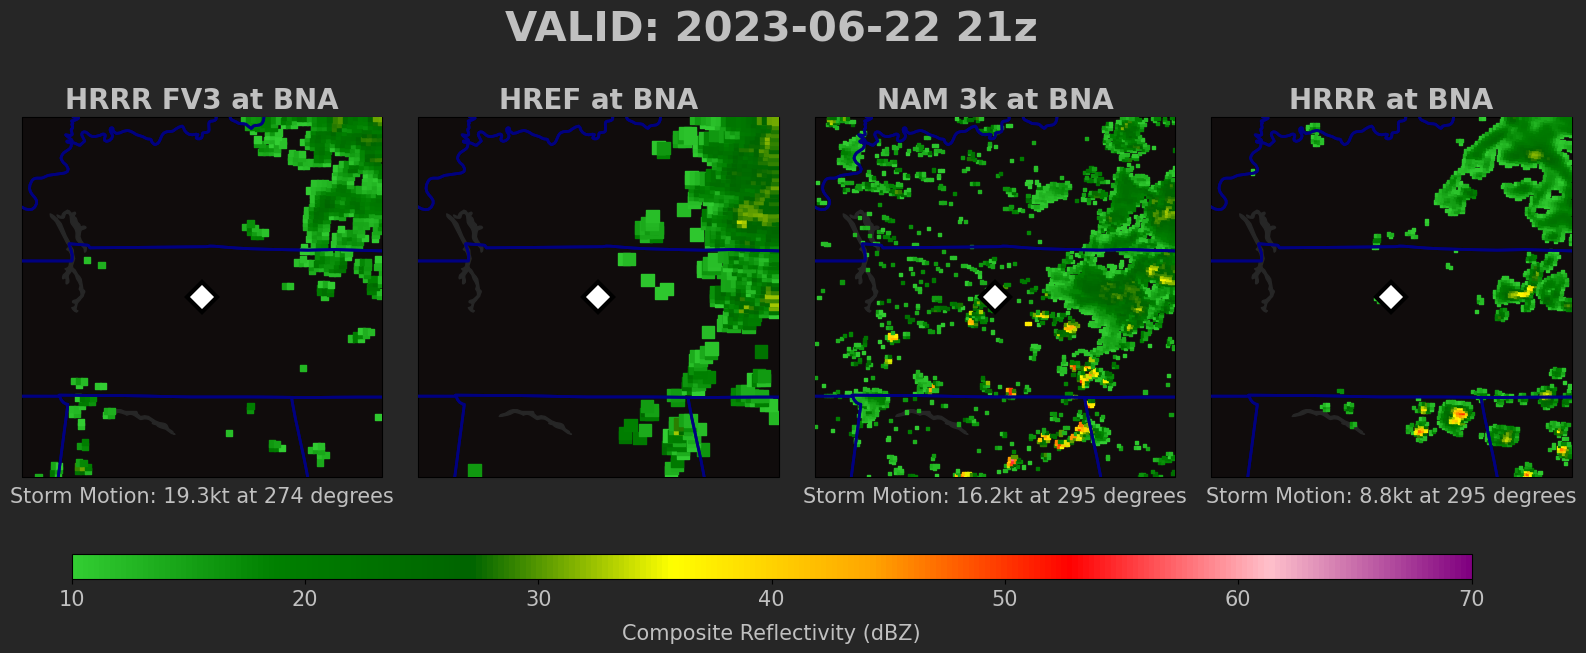 VALID: 2023-06-22 21z
HRRR FV3 at BNA
HREF at BNA
NAM 3k at BNA
HRRR at BNA
Storm Motion: 19.3kt at 274 degrees
Storm Motion: 16.2kt at 295 degrees
Storm Motion: 8.8kt at 295 degrees
10 20 30 40 50 60 70
Composite Reflectivity (dBZ)